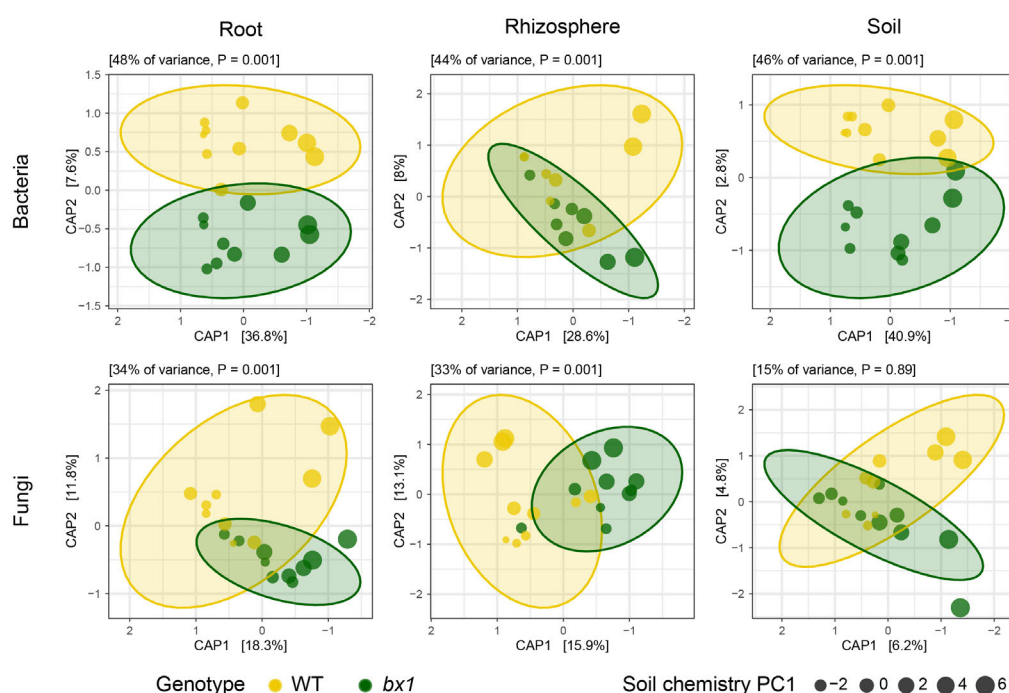 Root Rhizosphere Soil
[48% of variance, P = 0.001] [44% of variance, P = 0.001] [46% of variance, P = 0.001]
Bacteria
CAP2 [7.6%]
1.5
1.0
0.5
0.0
−0.5
−1.0
−1.5
2 1 0 −1 −2
CAP1 [36.8%]
CAP2 [8%]
2
1
0
−1
−2
2 1 0 −1 −2
CAP1 [28.6%]
CAP2 [2.8%]
1
0
−1
2 1 0 −1 −2
CAP1 [40.9%]
[34% of variance, P = 0.001] [33% of variance, P = 0.001] [15% of variance, P = 0.89]
Fungi
CAP2 [11.8%]
2
1
0
−1
2 1 0 −1
CAP1 [18.3%]
CAP2 [13.1%]
2
1
0
−1
−2
2 1 0 −1
CAP1 [15.9%]
CAP2 [4.8%]
2
1
0
−1
−2
2 1 0 −1 −2
CAP1 [6.2%]
Genotype WT bx1 Soil chemistry PC1 −2 0 2 4 6